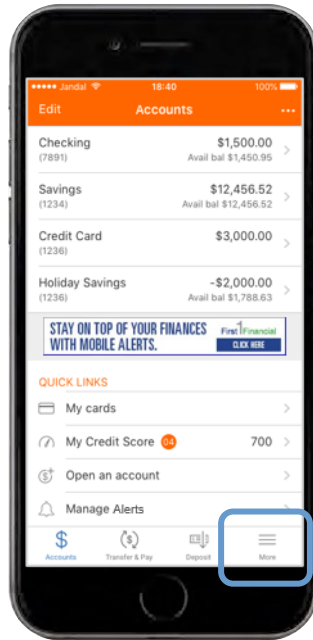 Jandal 18:40 100%
Edit Accounts ...
Checking $1,500.00
(7891) Avail bal $1,450.95
Savings $12,456.52
(1234) Avail bal $12,456.52
Credit Card $3,000.00
(1236)
Holiday Savings -$2,000.00
(1236) Avail bal $1,788.63
STAY ON TOP OF YOUR FINANCES First Financial
WITH MOBILE ALERTS. CLICK HERE
QUICK LINKS
My cards
My Credit Score 04 700
Open an account
Manage Alerts
Accounts Transfer & Pay Deposit More